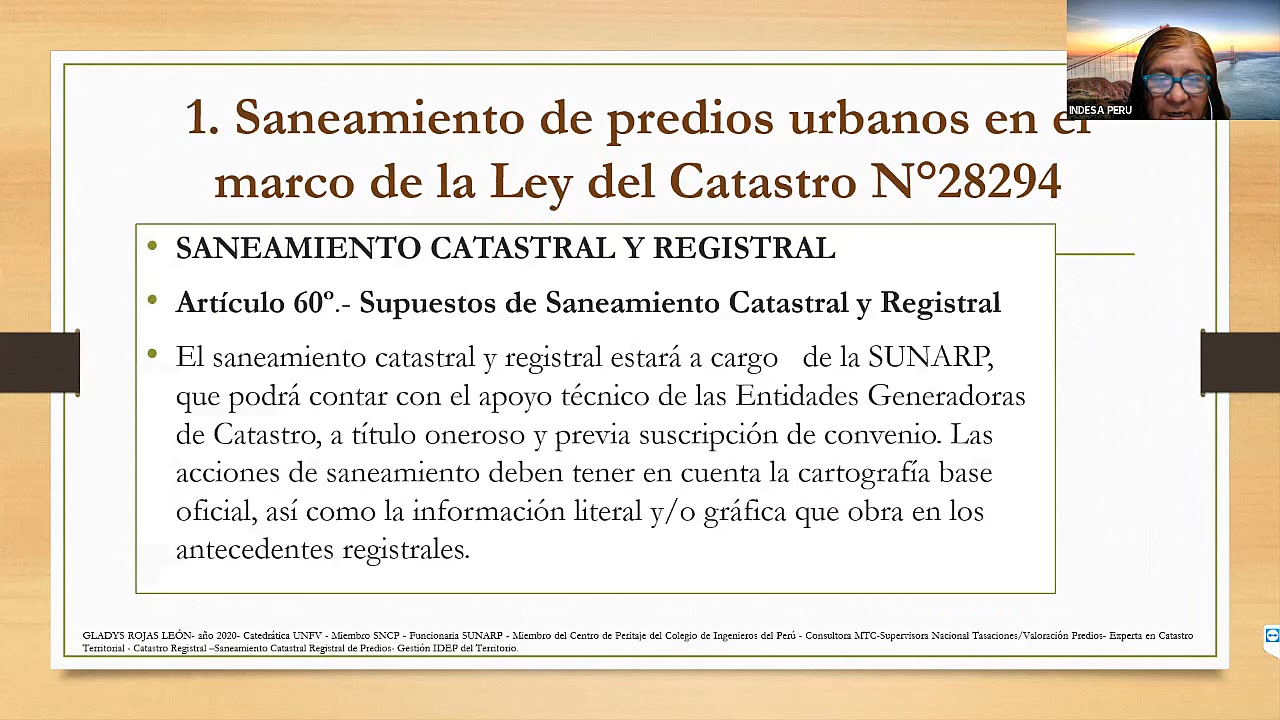 1. Saneamiento de predios urbanos en el
marco de la Ley del Catastro N°28294
INDESA PERU
• SANEAMIENTO CATASTRAL Y REGISTRAL
• Artículo 60º.- Supuestos de Saneamiento Catastral y Registral
• El saneamiento catastral y registral estará a cargo de la SUNARP,
que podrá contar con el apoyo técnico de las Entidades Generadoras
de Catastro, a título oneroso y previa suscripción de convenio. Las
acciones de saneamiento deben tener en cuenta la cartografía base
oficial, así como la información literal y/o gráfica que obra en los
antecedentes registrales.
GLADYS ROJAS LEÓN- año 2020- Catedrática UNFV - Miembro SNCP - Funcionaria SUNARP - Miembro del Centro de Peritaje del Colegio de Ingenieros del Perú - Consultora MTC-Supervisora Nacional Tasaciones/Valoración Predios- Experta en Catastro
Territorial - Catastro Registral –Saneamiento Catastral Registral de Predios- Gestión IDEP del Territorio.